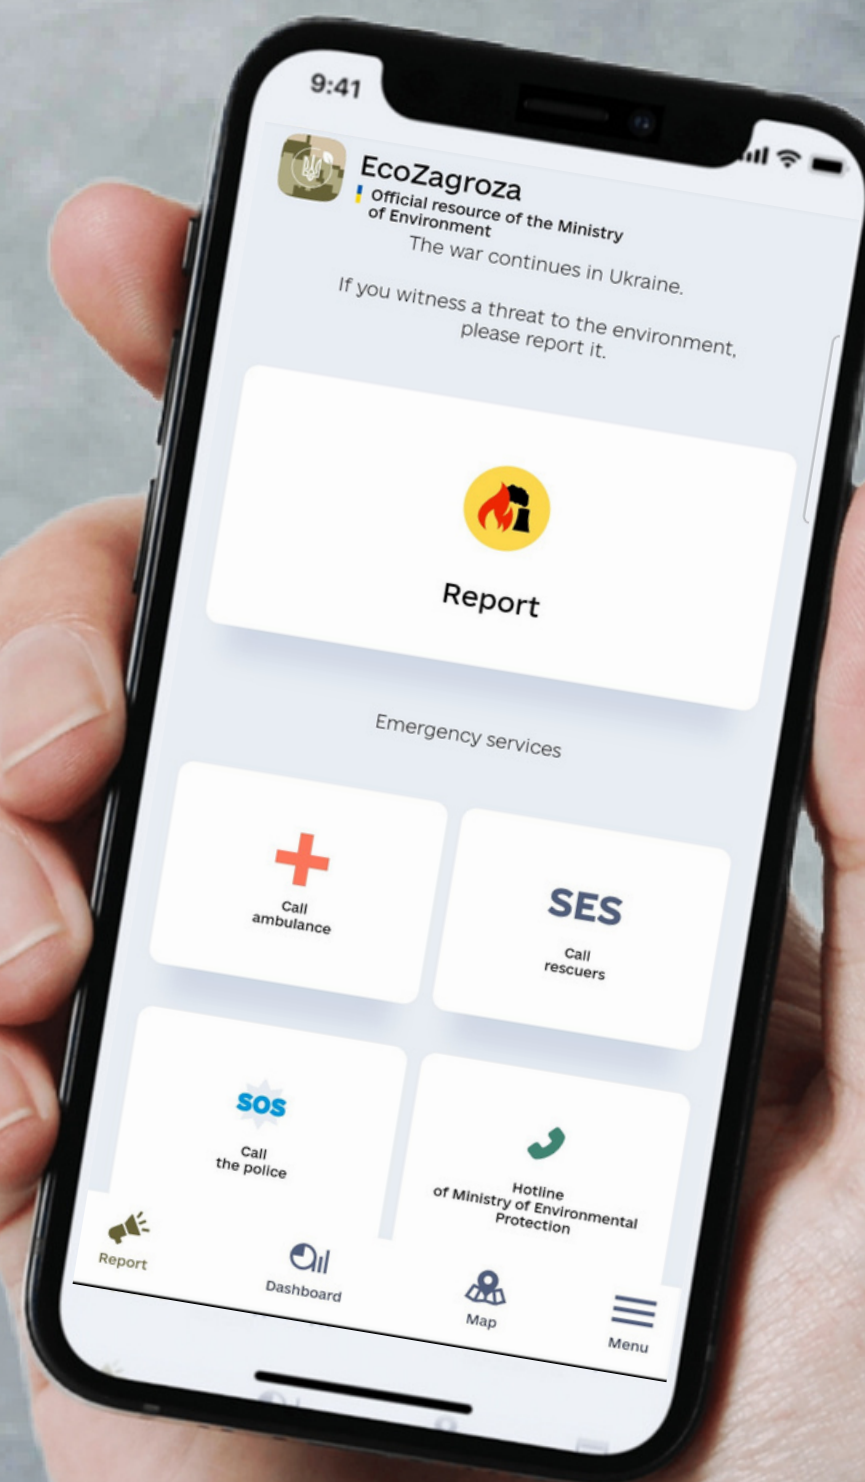 9:41
EcoZagroza
Official resource of the Ministry
of Environment
The war continues in Ukraine.
If you witness a threat to the environment,
please report it.
Report
Emergency services
Call
ambulance
SES
Call
rescuers
SOS
Call
the police
Hotline
of Ministry of Environmental
Protection
Report
Dashboard
Map
Menu